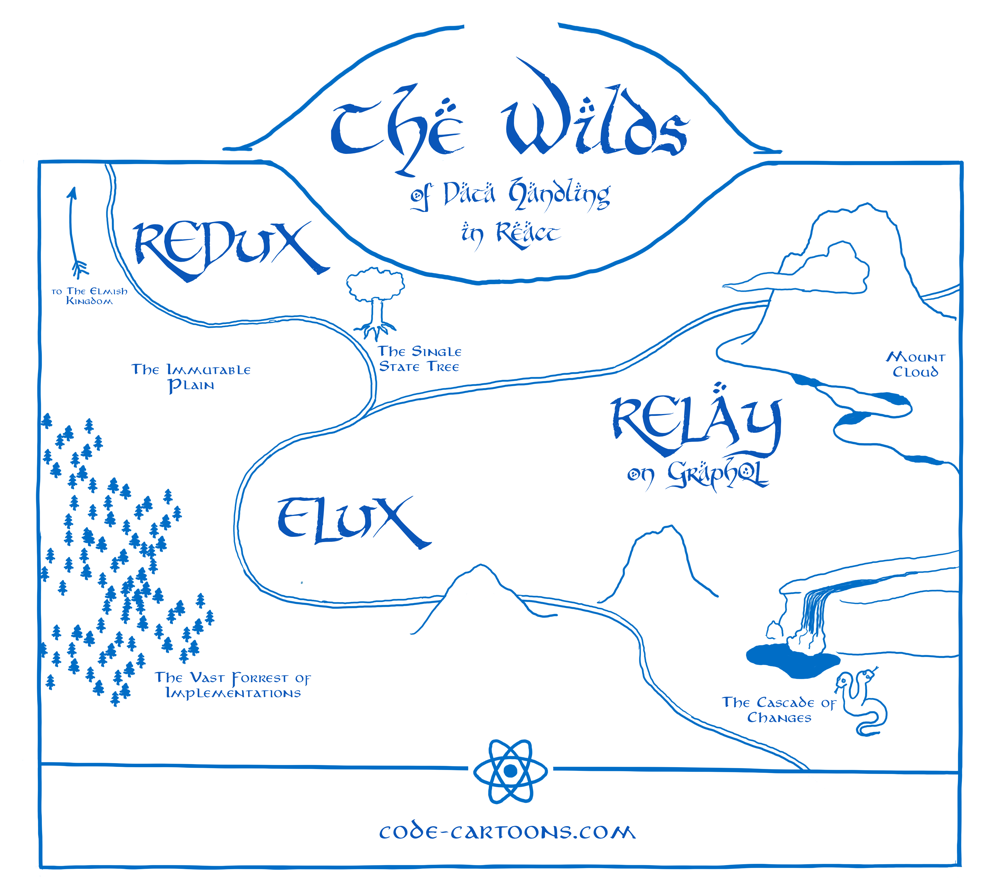 The Wilds
of Data Handling
in React
REDUX
to The Elmish
Kingdom
The Single
State Tree
The Immutable
Plain
Mount
Cloud
RELAY
on GraphQL
ELUX
The Vast Forrest of
Implementations
The Cascade of
Changes
code-cartoons.com